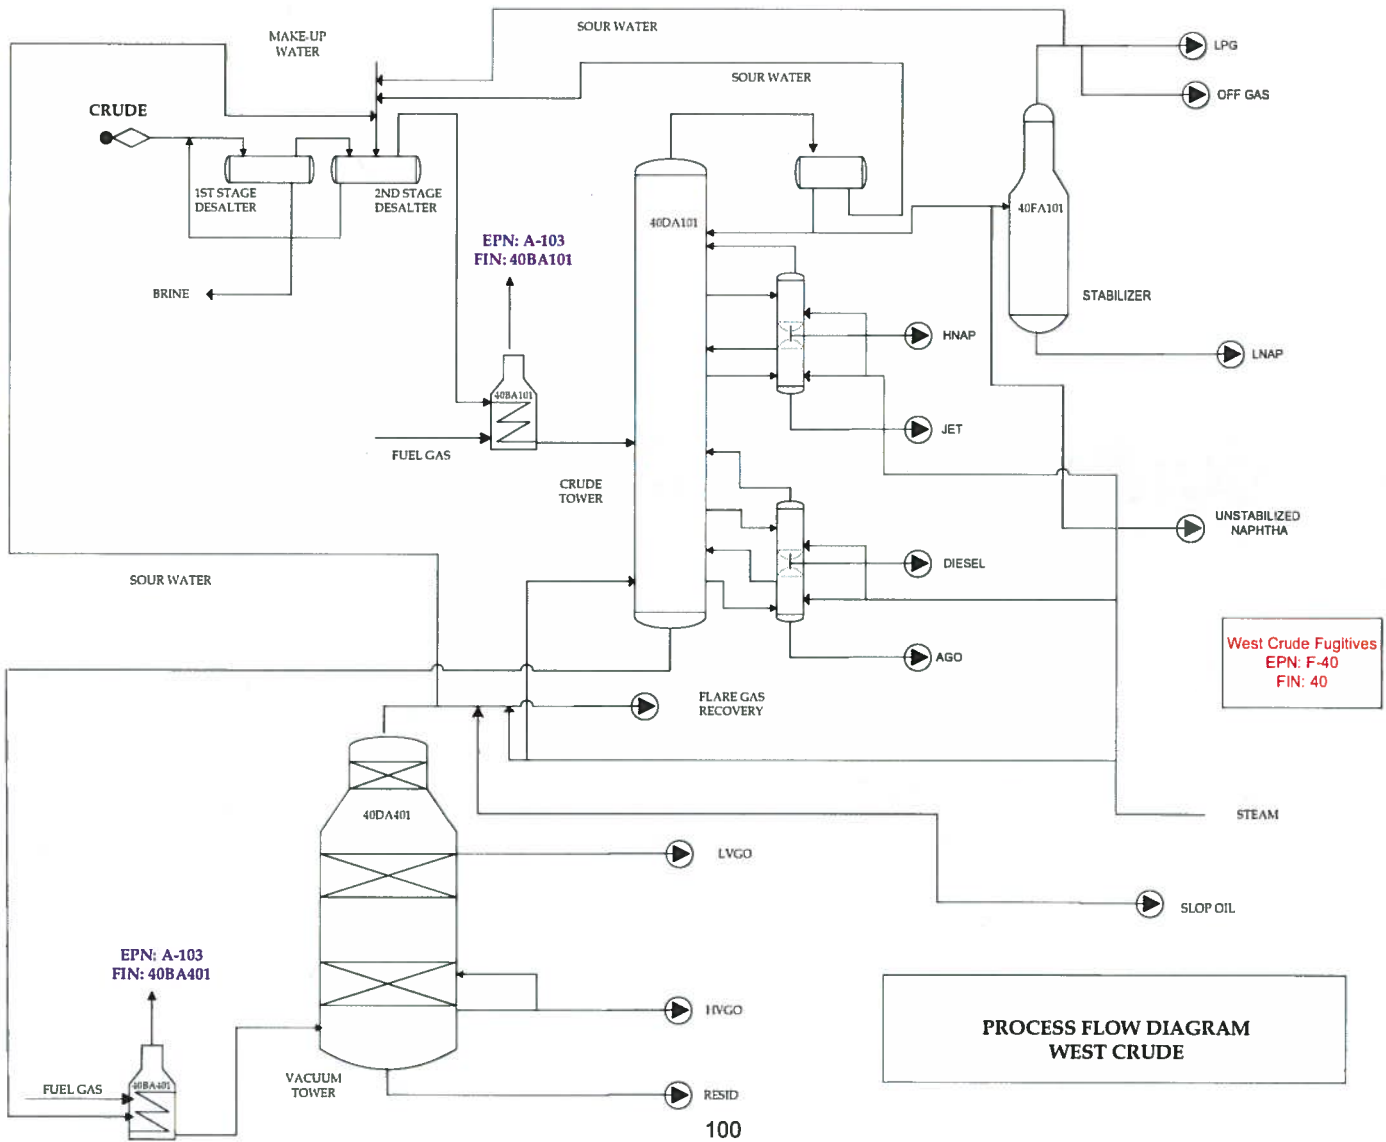 SOUR WATER
MAKE-UP
WATER
LPG
SOUR WATER
OFF GAS
CRUDE
1ST STAGE
DESALTER
2ND STAGE
DESALTER
40DA101
40FA101
EPN: A-103
FIN: 40BA101
BRINE
STABILIZER
HNAP
LNAP
40BA101
JET
FUEL GAS
CRUDE
TOWER
UNSTABILIZED
NAPHTHA
DIESEL
SOUR WATER
West Crude Fugitives
EPN: F-40
FIN: 40
AGO
FLARE GAS
RECOVERY
40DA401
STEAM
LVGO
SLOP OIL
EPN: A-103
FIN: 40BA401
HVGO
PROCESS FLOW DIAGRAM
WEST CRUDE
VACUUM
TOWER
FUEL GAS
40BA401
RESID
100